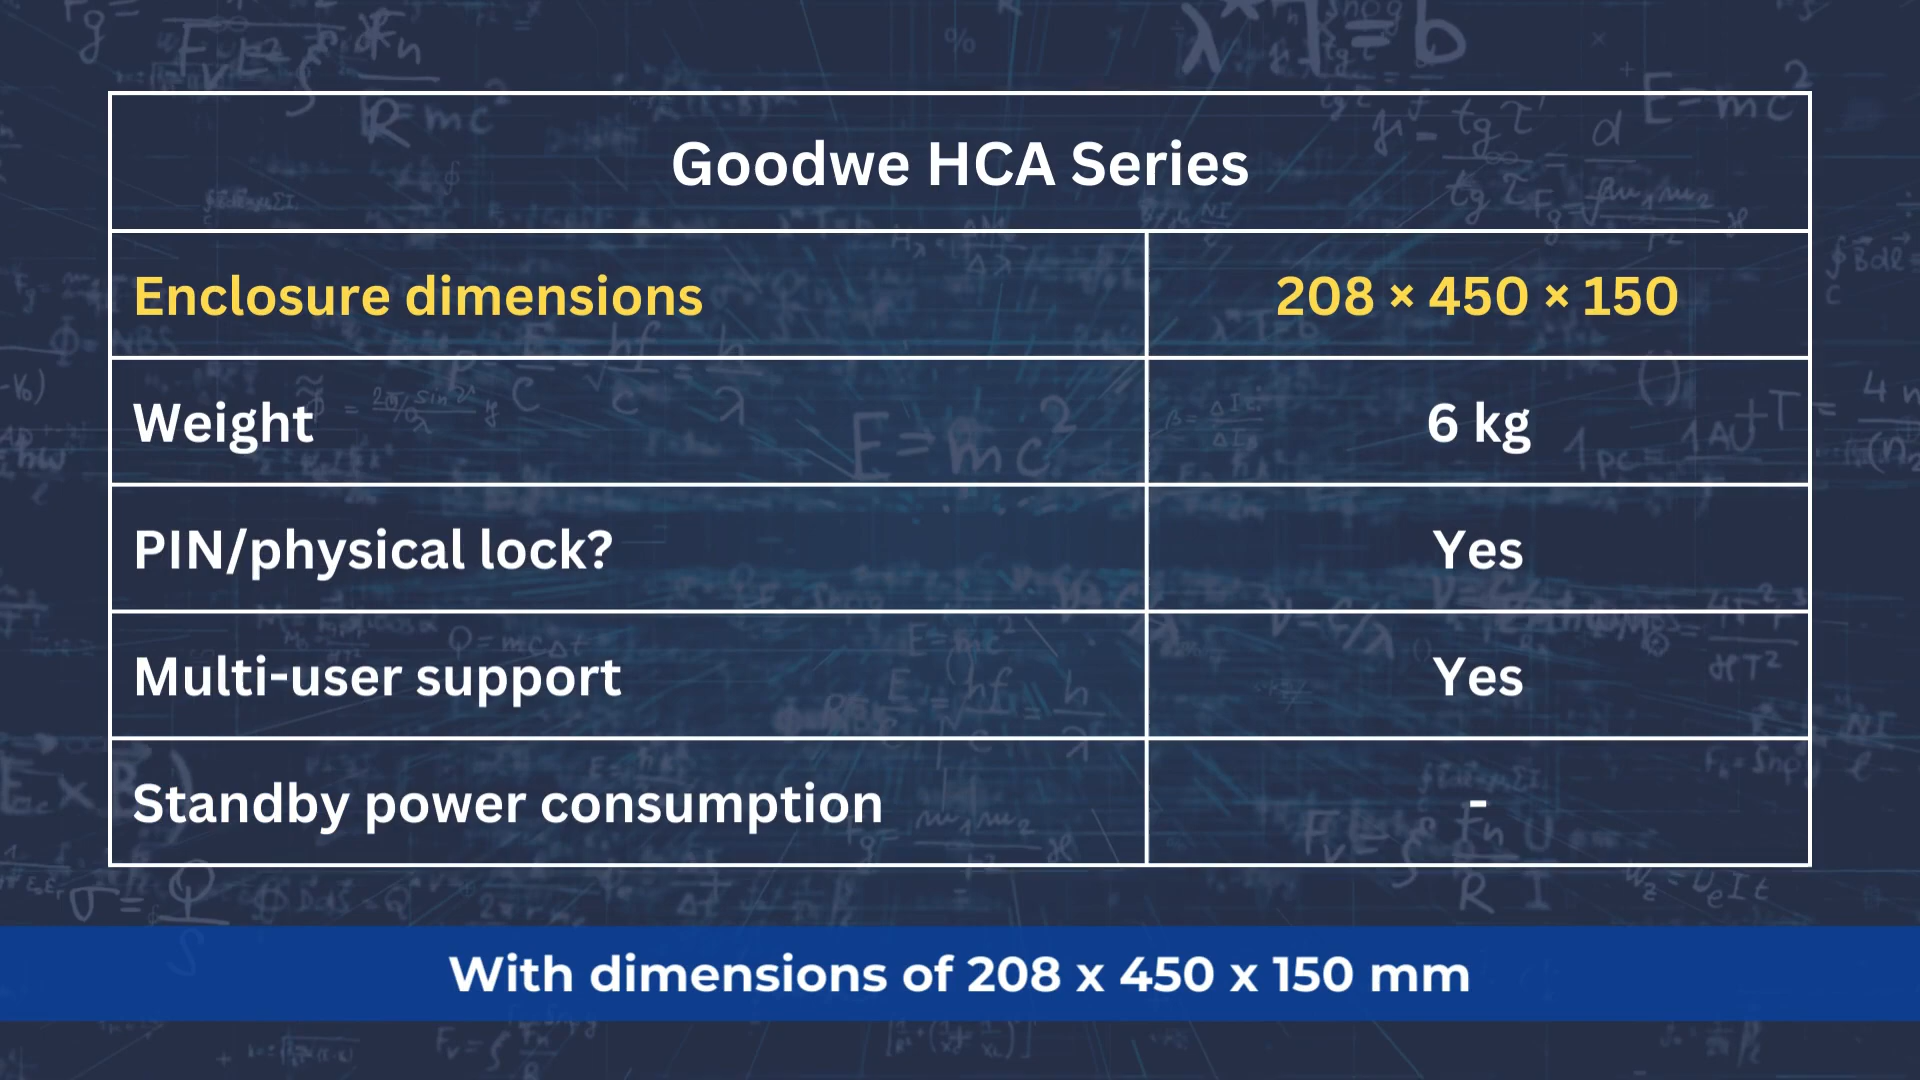 Goodwe HCA Series
Enclosure dimensions
208 × 450 × 150
Weight
6 kg
PIN/physical lock?
Yes
Multi-user support
Yes
Standby power consumption
-
With dimensions of 208 x 450 x 150 mm